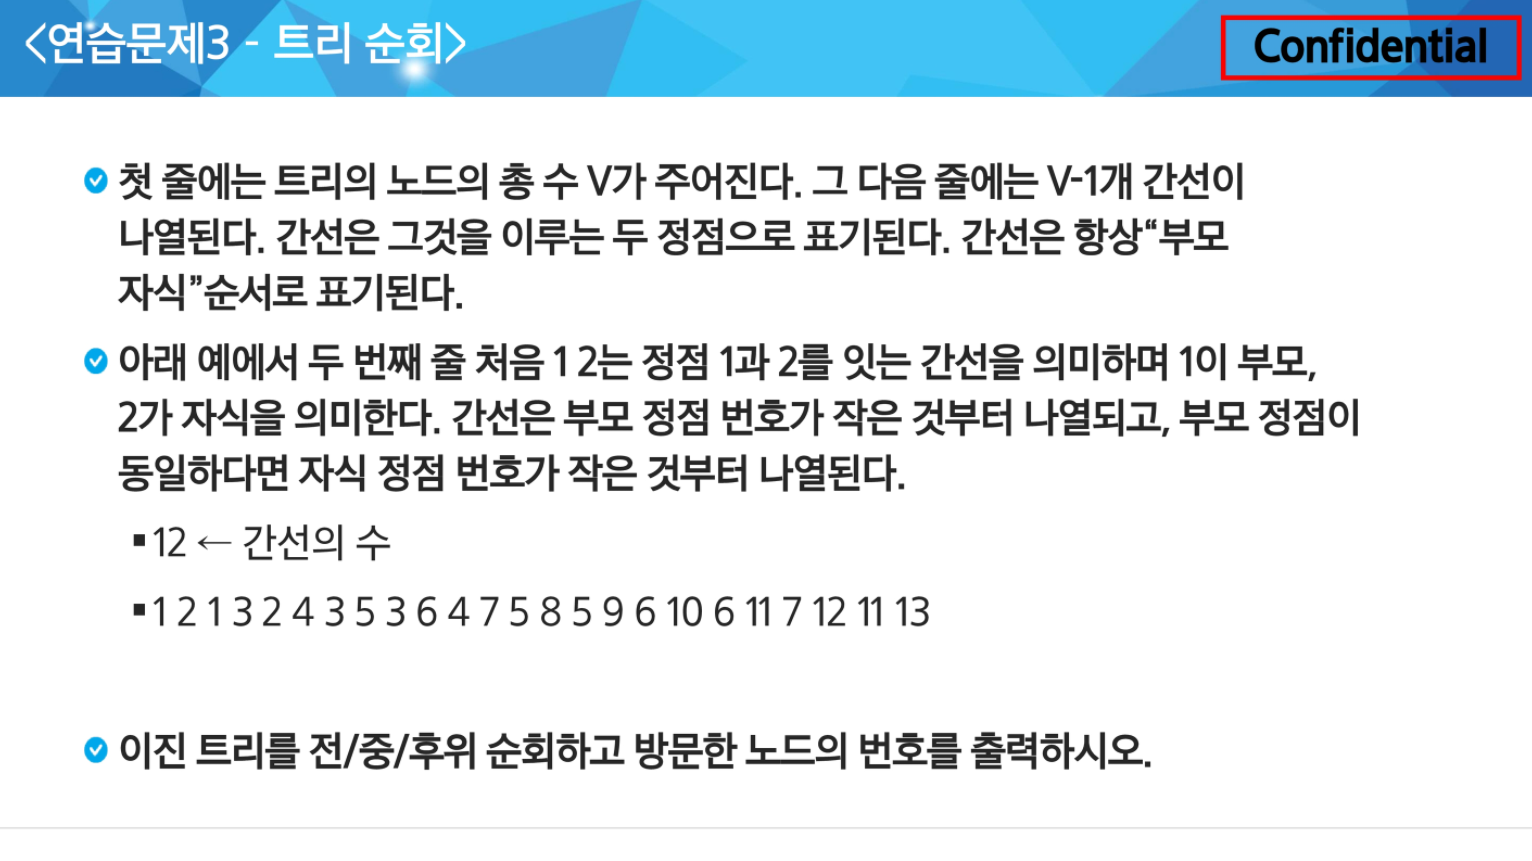 <연습문제3 - 트리 순회>
Confidential
첫 줄에는 트리의 노드의 총 수 V가 주어진다. 그 다음 줄에는 V-1개 간선이
나열된다. 간선은 그것을 이루는 두 정점으로 표기된다. 간선은 항상“부모
자식”순서로 표기된다.
아래 예에서 두 번째 줄 처음 1 2는 정점 1과 2를 잇는 간선을 의미하며 1이 부모,
2가 자식을 의미한다. 간선은 부모 정점 번호가 작은 것부터 나열되고, 부모 정점이
동일하다면 자식 정점 번호가 작은 것부터 나열된다.
12 ← 간선의 수
1 2 1 3 2 4 3 5 3 6 4 7 5 8 5 9 6 10 6 11 7 12 11 13
이진 트리를 전/중/후위 순회하고 방문한 노드의 번호를 출력하시오.